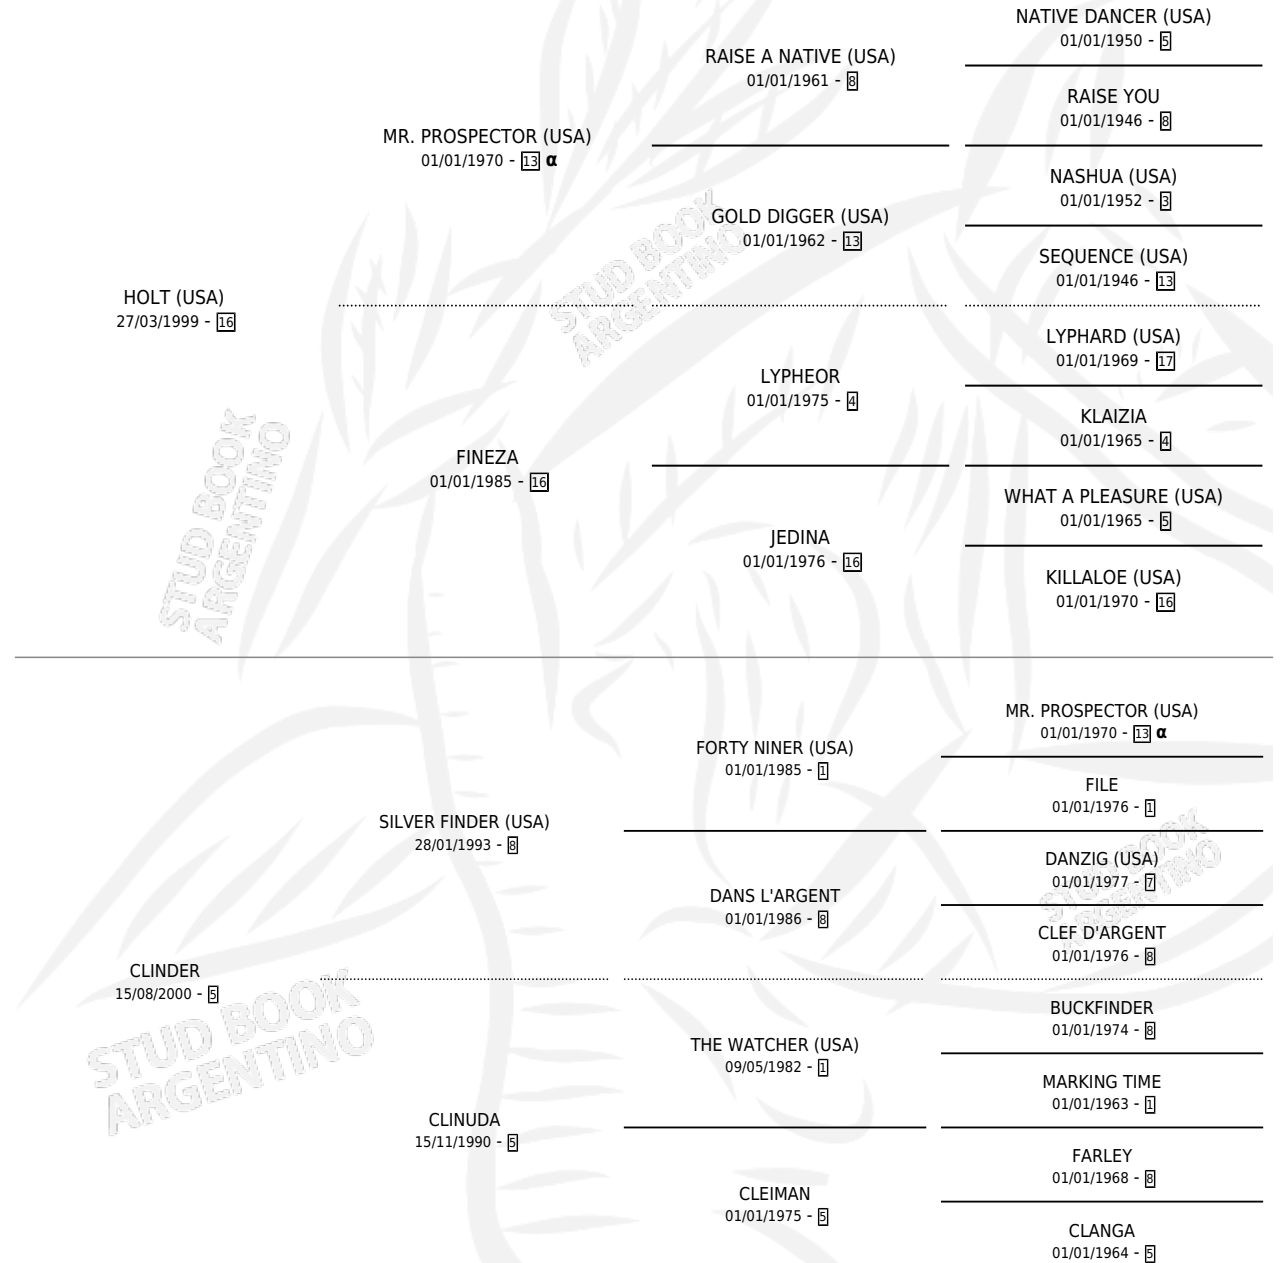 NATIVE DANCER (USA)
01/01/1950 - 5
RAISE A NATIVE (USA)
01/01/1961 - 8
RAISE YOU
01/01/1946 - 8
MR. PROSPECTOR (USA)
01/01/1970 - 13 α
NASHUA (USA)
01/01/1952 - 3
GOLD DIGGER (USA)
01/01/1962 - 13
SEQUENCE (USA)
01/01/1946 - 13
HOLT (USA)
27/03/1999 - 16
LYPHARD (USA)
01/01/1969 - 17
LYPHEOR
01/01/1975 - 4
KLAIZIA
01/01/1965 - 4
FINEZA
01/01/1985 - 16
WHAT A PLEASURE (USA)
01/01/1965 - 5
JEDINA
01/01/1976 - 16
KILLALOE (USA)
01/01/1970 - 16
MR. PROSPECTOR (USA)
01/01/1970 - 13 α
FORTY NINER (USA)
01/01/1985 - 1
FILE
01/01/1976 - 1
SILVER FINDER (USA)
28/01/1993 - 8
DANZIG (USA)
01/01/1977 - 7
DANS L'ARGENT
01/01/1986 - 8
CLEF D'ARGENT
01/01/1976 - 8
CLINDER
15/08/2000 - 5
BUCKFINDER
01/01/1974 - 8
THE WATCHER (USA)
09/05/1982 - 1
MARKING TIME
01/01/1963 - 1
CLINUDA
15/11/1990 - 5
FARLEY
01/01/1968 - 8
CLEIMAN
01/01/1975 - 5
CLANGA
01/01/1964 - 5
STUD BOOK
ARGENTINO
STUD BOOK
ARGENTINO
STUD BOOK
ARGENTINO
STUD BOOK
ARGENTINO